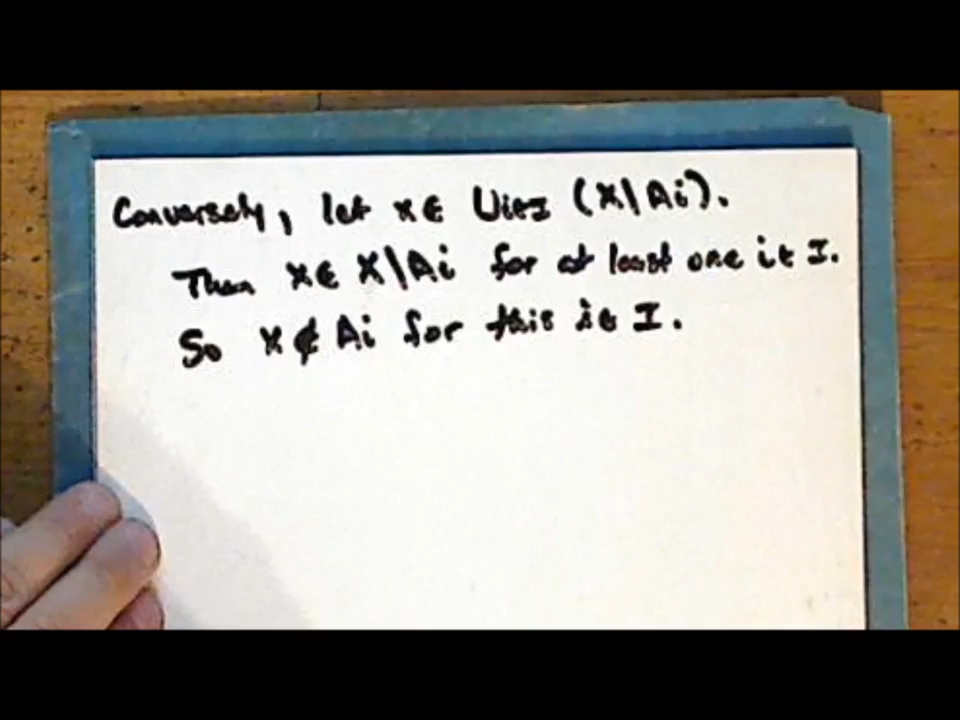 Conversely, let x ∈ ∪i∈I (X\Ai).
Then x ∈ X\Ai for at least one i ∈ I.
So x ∉ Ai for this i ∈ I.